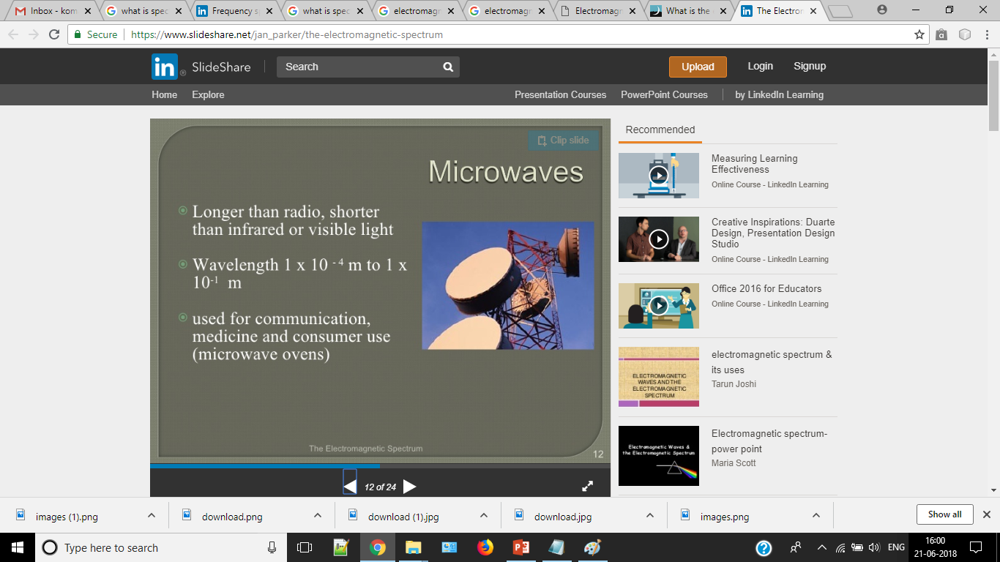 Inbox - kom
what is spec
Frequency s
what is spec
electromagn
electromagn
Electromagn
What is the
The Electron
Secure
https://www.slideshare.net/jan_parker/the-electromagnetic-spectrum
in ® SlideShare
Search
Upload
Login
Signup
Home
Explore
Presentation Courses
PowerPoint Courses
by LinkedIn Learning
Clip slide
Microwaves
Longer than radio, shorter
than infrared or visible light
Wavelength 1 x 10 -4 m to 1 x
10-1 m
used for communication,
medicine and consumer use
(microwave ovens)
The Electromagnetic Spectrum
12
12 of 24
Recommended
Measuring Learning
Effectiveness
Online Course - LinkedIn Learning
Creative Inspirations: Duarte
Design, Presentation Design
Studio
Online Course - LinkedIn Learning
Office 2016 for Educators
Online Course - LinkedIn Learning
ELECTROMAGNETIC
WAVES AND THE
ELECTROMAGNETIC
SPECTRUM
electromagnetic spectrum &
its uses
Tarun Joshi
Electromagnetic Waves &
the Electromagnetic Spectrum
Electromagnetic spectrum-
power point
Maria Scott
images (1).png
download.png
download (1).jpg
download.jpg
images.png
Show all
Type here to search
ENG
16:00
21-06-2018